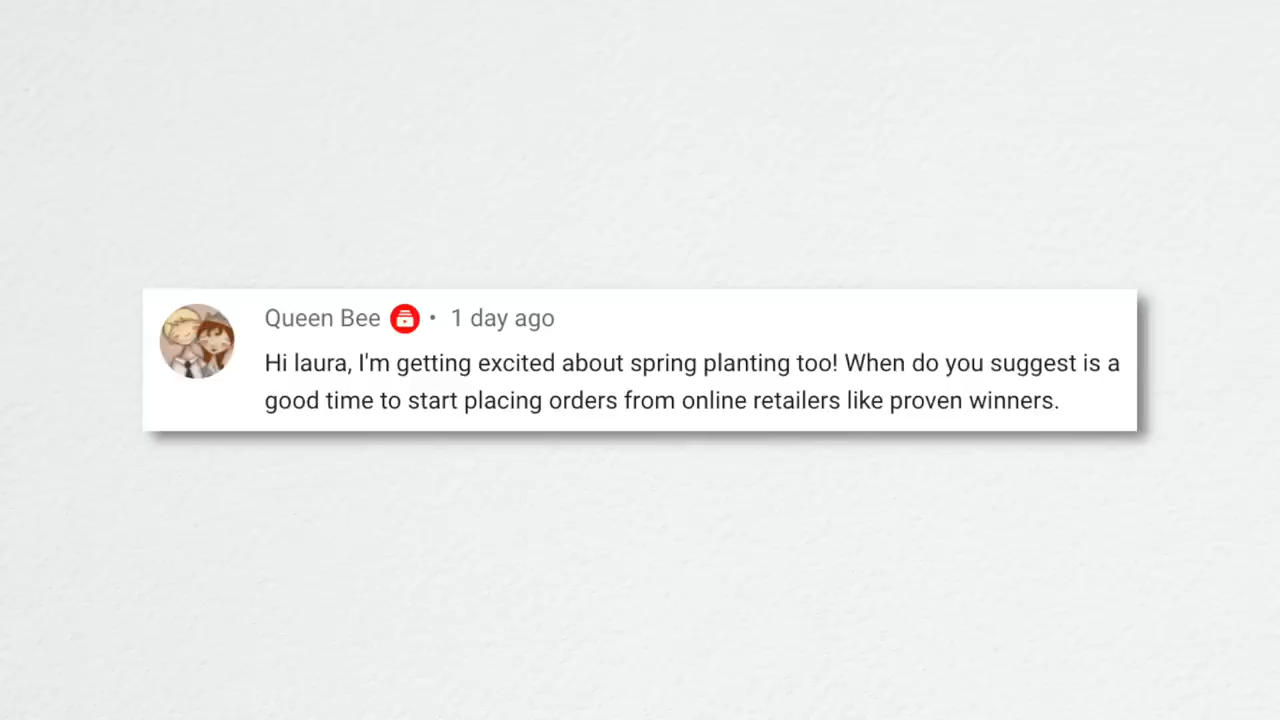 Queen Bee • 1 day ago
Hi laura, I'm getting excited about spring planting too! When do you suggest is a
good time to start placing orders from online retailers like proven winners.